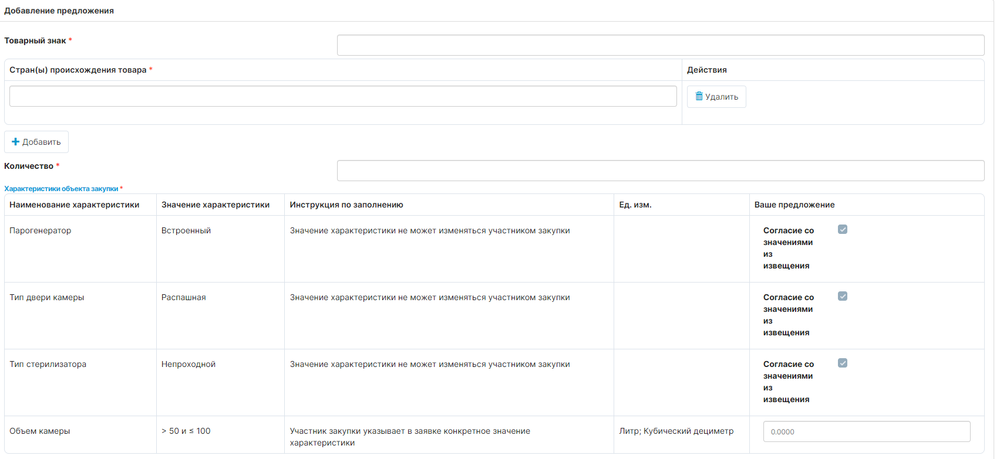 Добавление предложения
Товарный знак *
Стран(ы) происхождения товара * Действия
Удалить
Добавить
Количество *
Характеристики объекта закупки *
Наименование характеристики Значение характеристики Инструкция по заполнению Ед. изм. Ваше предложение
Парогенератор Встроенный Значение характеристики не может изменяться участником закупки Согласие со
значениями
из
извещения
Тип двери камеры Распашная Значение характеристики не может изменяться участником закупки Согласие со
значениями
из
извещения
Тип стерилизатора Непроходной Значение характеристики не может изменяться участником закупки Согласие со
значениями
из
извещения
Объем камеры > 50 и ≤ 100 Участник закупки указывает в заявке конкретное значение Литр; Кубический дециметр 0.0000
характеристики